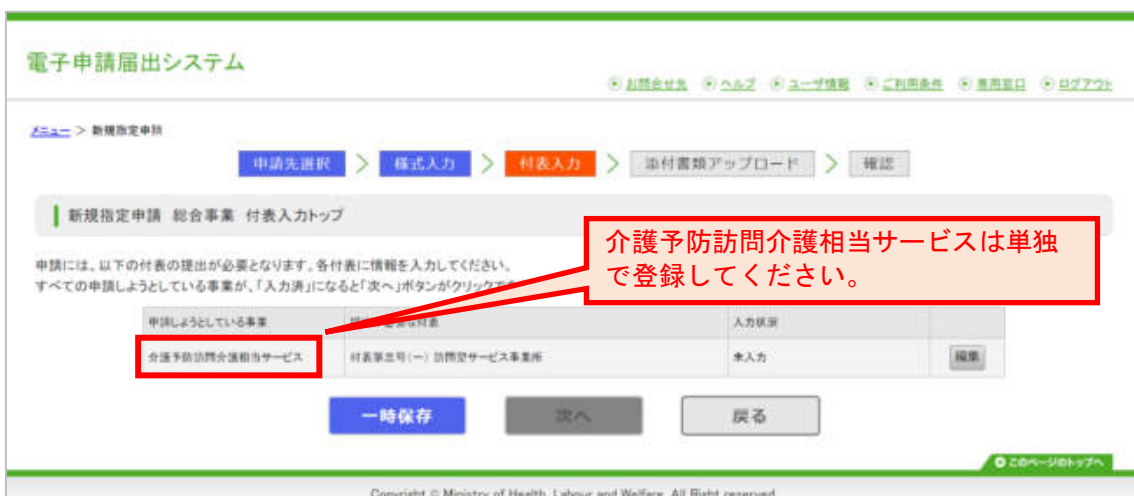 電子申請届出システム
お問合せ先 ヘルプ ユーザ情報 ご利用条件 専用窓口 ログアウト
メニュー > 新規指定申請
申請先選択 > 様式入力 > 付表入力 > 添付書類アップロード > 確認
新規指定申請 総合事業 付表入力トップ
介護予防訪問介護相当サービスは単独
で登録してください。
申請には、以下の付表の提出が必要となります。各付表に情報を入力してください。
すべての申請しようとしている事業が、「入力済」になると「次へ」ボタンがクリック
申請しようとしている事業 入力状況
介護予防訪問介護相当サービス 付表第三号(一) 訪問型サービス事業所 未入力 編集
一時保存 次へ 戻る
このページのトップへ
Copyright © Ministry of Health, Labour and Welfare, All Right reserved.